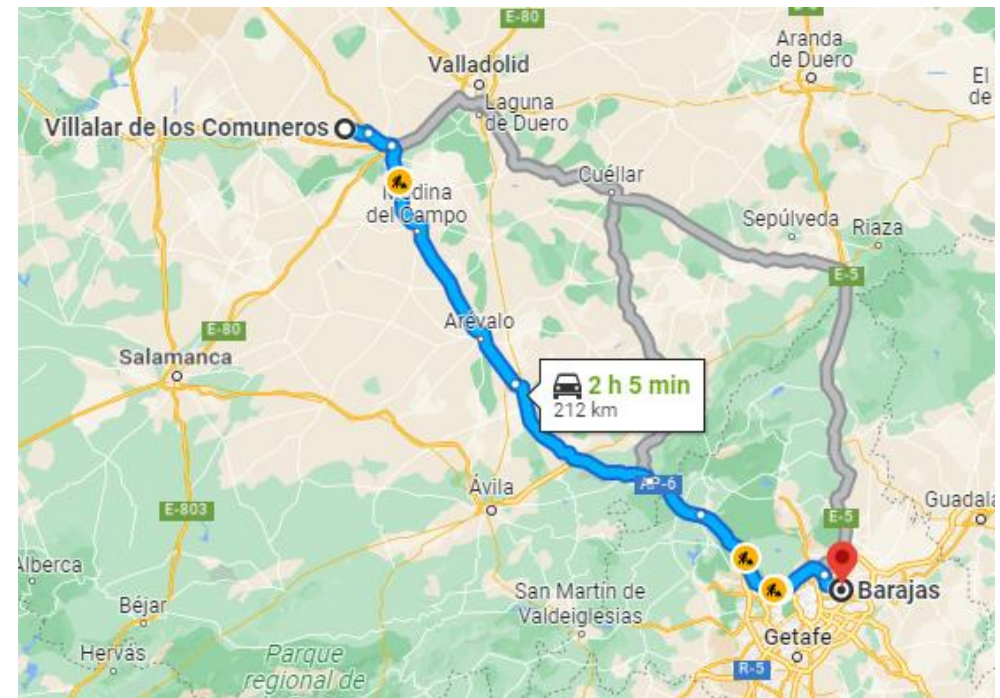 E-80
Aranda
de Duero
Valladolid
El
de
Laguna
de Duero
Villalar de los Comuneros
Cuéllar
Medina
del Campo
Sepúlveda
Riaza
E-5
E-80
Arévalo
Salamanca
2 h 5 min
212 km
Ávila
AP-6
E-803
E-5
Guadala
Alberca
San Martín de
Valdeiglesias
Barajas
Béjar
Getafe
Hervás
Parque
regional de
R-5